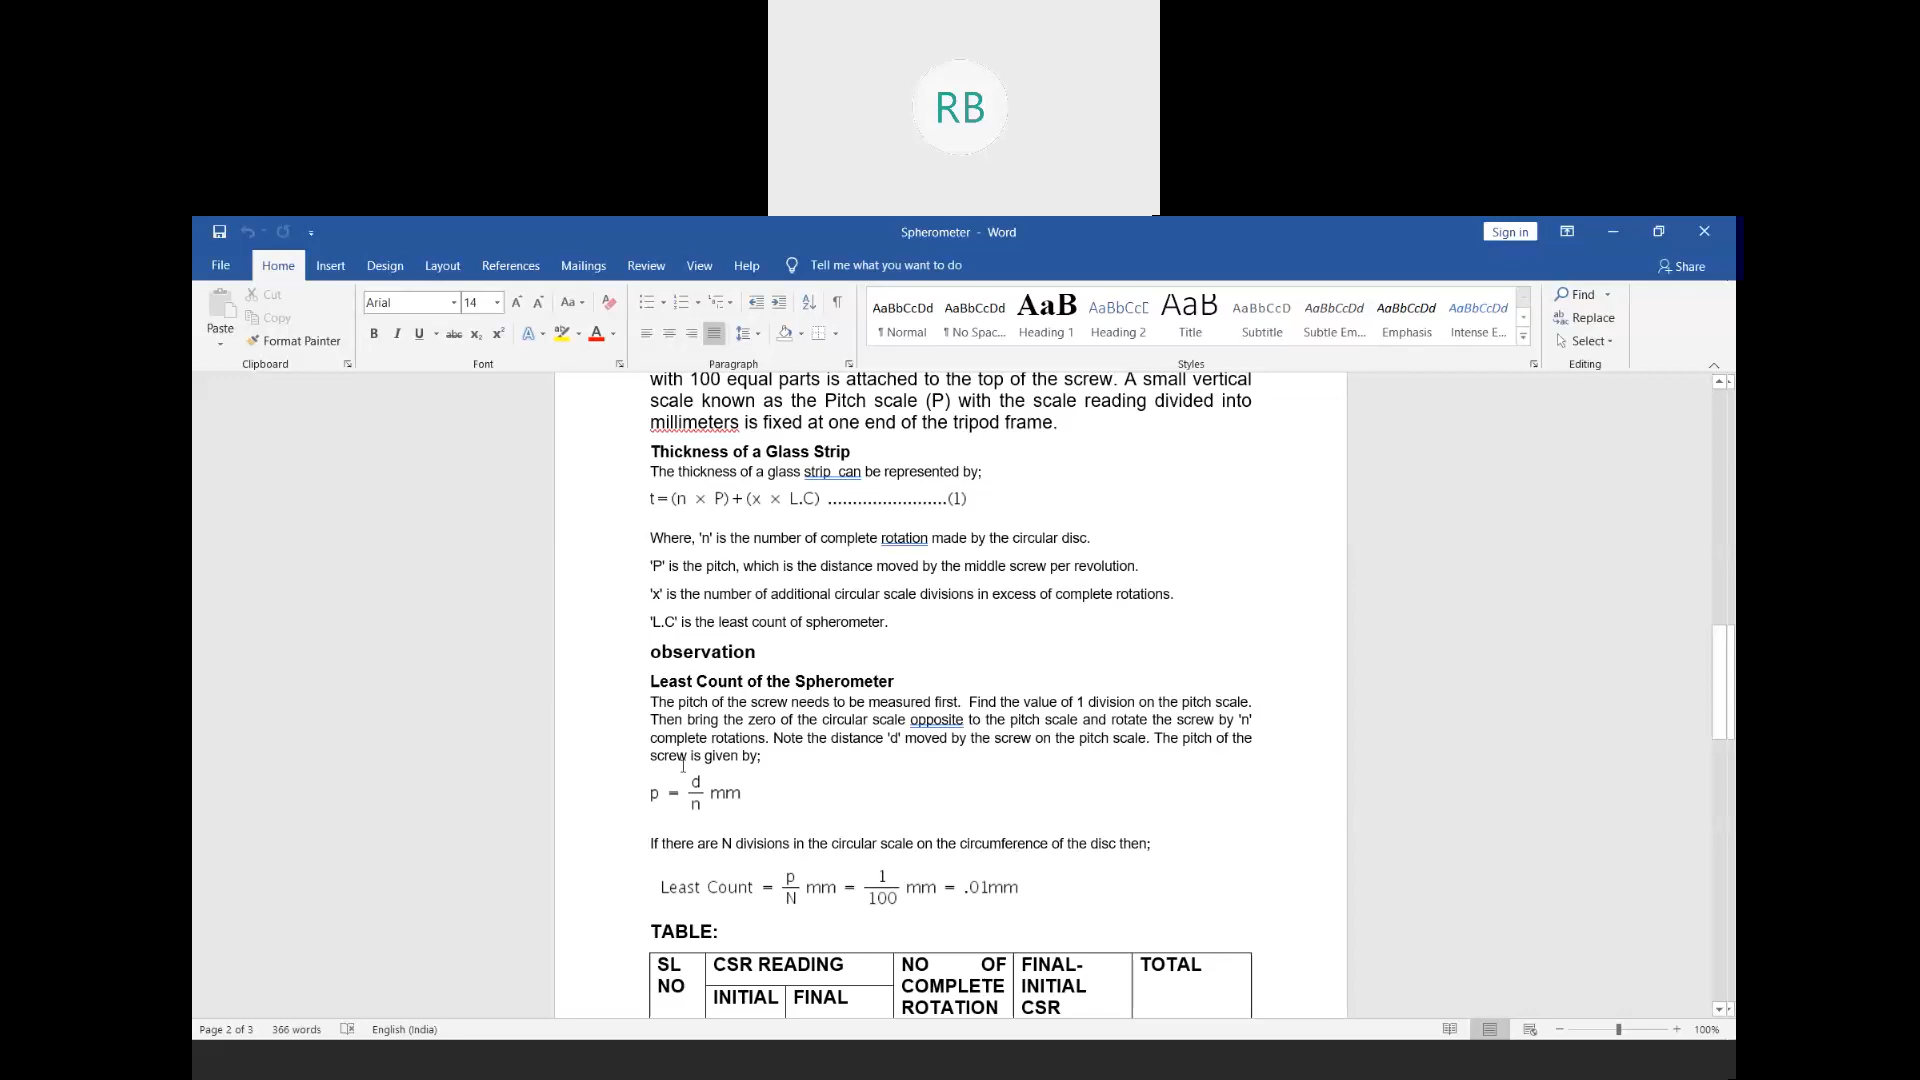 RB
Spherometer - Word
Sign in
File Home Insert Design Layout References Mailings Review View Help Tell me what you want to do Share
Paste Cut Copy Format Painter Clipboard
Arial 14 Font
Paragraph
AaBbCcDd AaBbCcDd AaB AaBbCcE AaB AaBbCcD AaBbCcDd AaBbCcDd AaBbCcDd
¶ Normal ¶ No Spac... Heading 1 Heading 2 Title Subtitle Subtle Em... Emphasis Intense E...
Styles
Find Replace Select Editing
with 100 equal parts is attached to the top of the screw. A small vertical
scale known as the Pitch scale (P) with the scale reading divided into
millimeters is fixed at one end of the tripod frame.
Thickness of a Glass Strip
The thickness of a glass strip can be represented by;
t=(n × P)+(x × L.C) ........................(1)
Where, 'n' is the number of complete rotation made by the circular disc.
'P' is the pitch, which is the distance moved by the middle screw per revolution.
'x' is the number of additional circular scale divisions in excess of complete rotations.
'L.C' is the least count of spherometer.
observation
Least Count of the Spherometer
The pitch of the screw needs to be measured first. Find the value of 1 division on the pitch scale.
Then bring the zero of the circular scale opposite to the pitch scale and rotate the screw by 'n'
complete rotations. Note the distance 'd' moved by the screw on the pitch scale. The pitch of the
screw is given by;
p = d/n mm
If there are N divisions in the circular scale on the circumference of the disc then;
Least Count = p/N mm = 1/100 mm = .01mm
TABLE:
SL NO CSR READING NO OF COMPLETE ROTATION FINAL-INITIAL CSR TOTAL
INITIAL FINAL
Page 2 of 3 366 words English (India) 100%